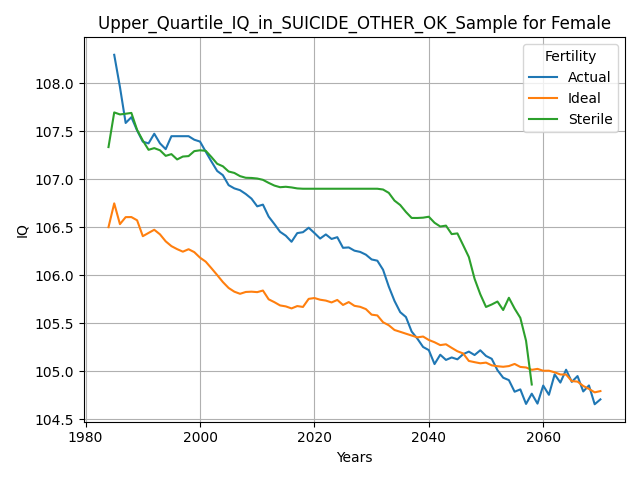 Upper_Quartile_IQ_in_SUICIDE_OTHER_OK_Sample for Female
Fertility
Actual
Ideal
Sterile
IQ
108.0
107.5
107.0
106.5
106.0
105.5
105.0
104.5
1980
2000
2020
2040
2060
Years